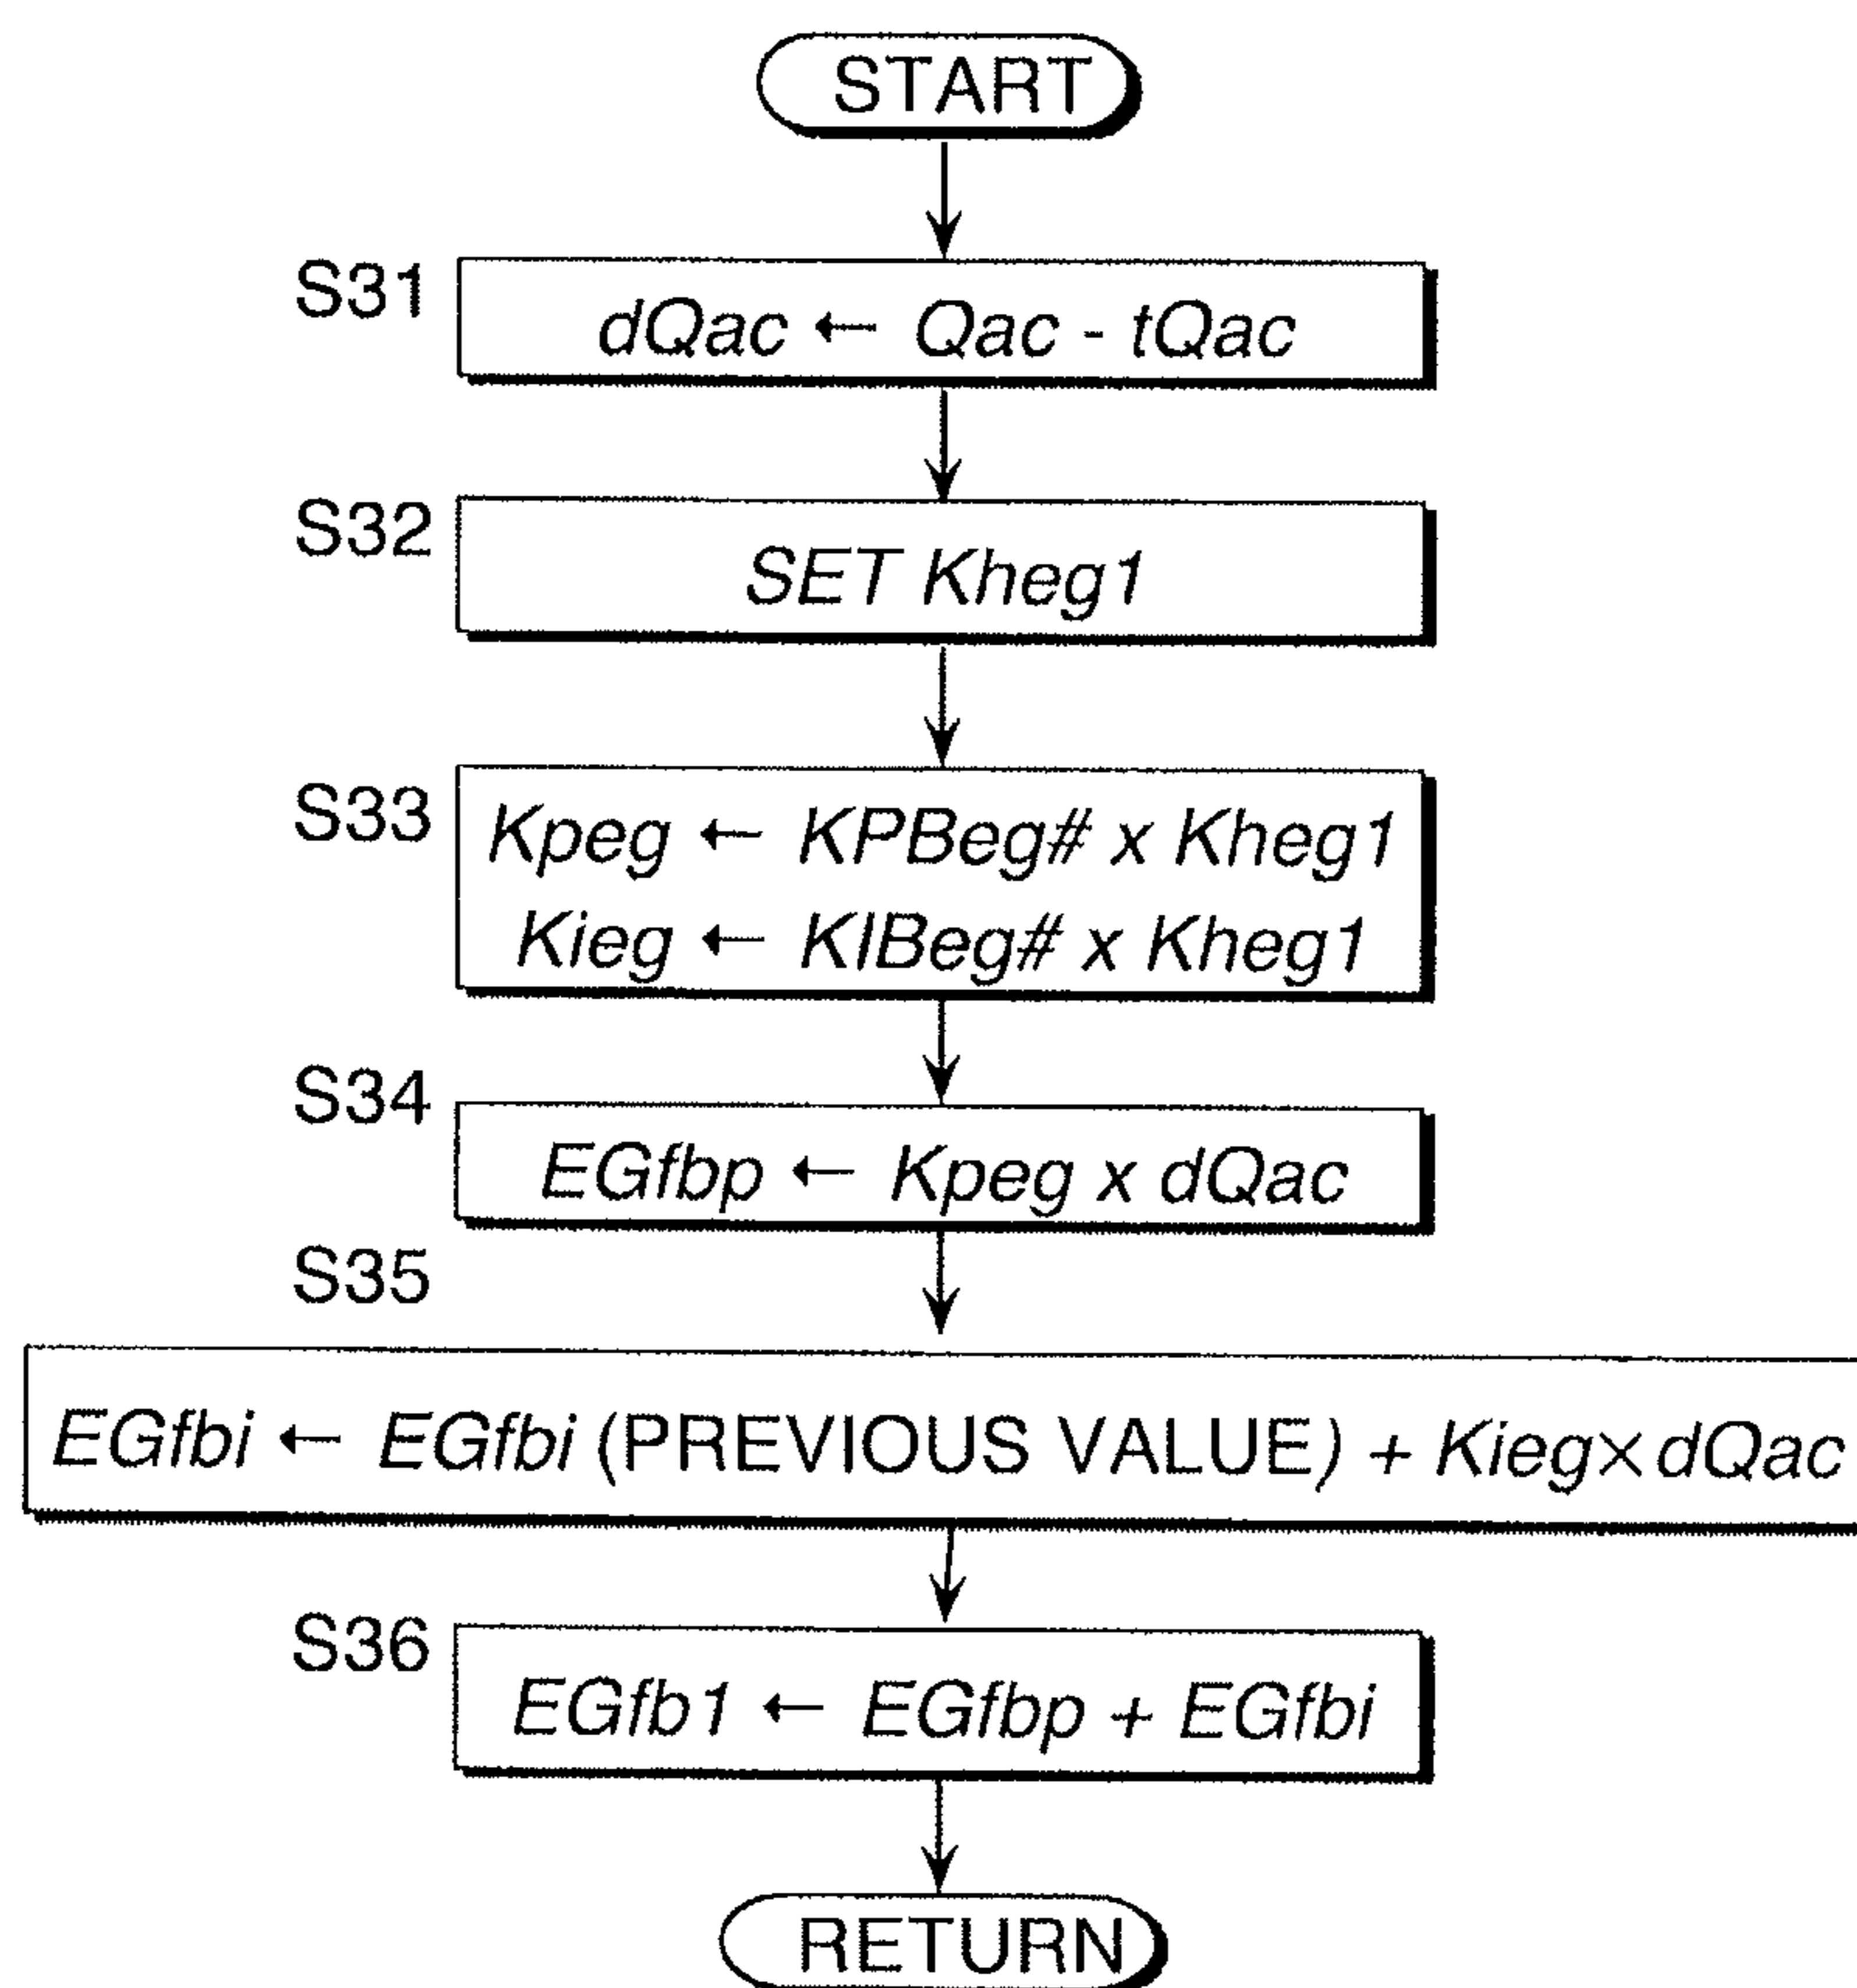 START
S31
dQac ← Qac - tQac
S32
SET Kheg1
S33
Kpeg ← KPBeg# x Kheg1
Kieg ← KIBeg# x Kheg1
S34
EGfbp ← Kpeg x dQac
S35
EGfbi ← EGfbi (PREVIOUS VALUE) + Kieg×dQac
S36
EGfb1 ← EGfbp + EGfbi
RETURN